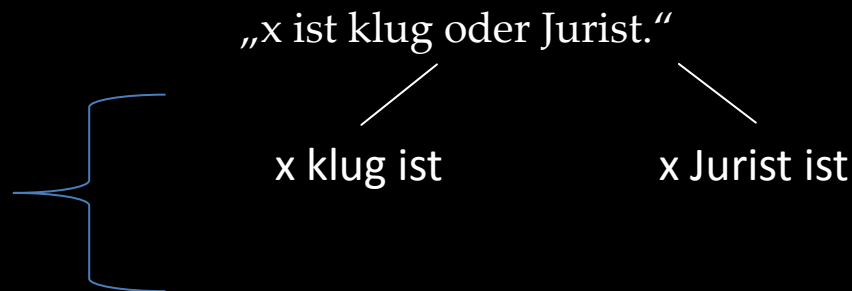 „x ist klug oder Jurist.“
x klug ist x Jurist ist